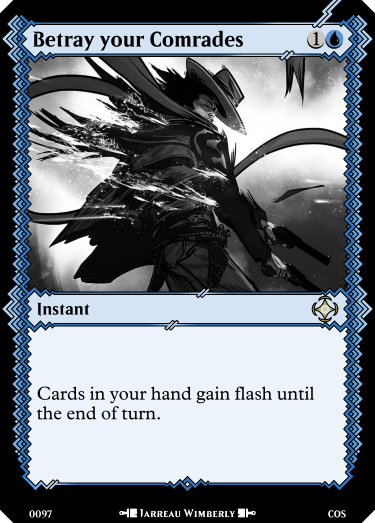 Betray your Comrades 1
Instant
Cards in your hand gain flash until
the end of turn.
0097 Jarreau Wimberly COS